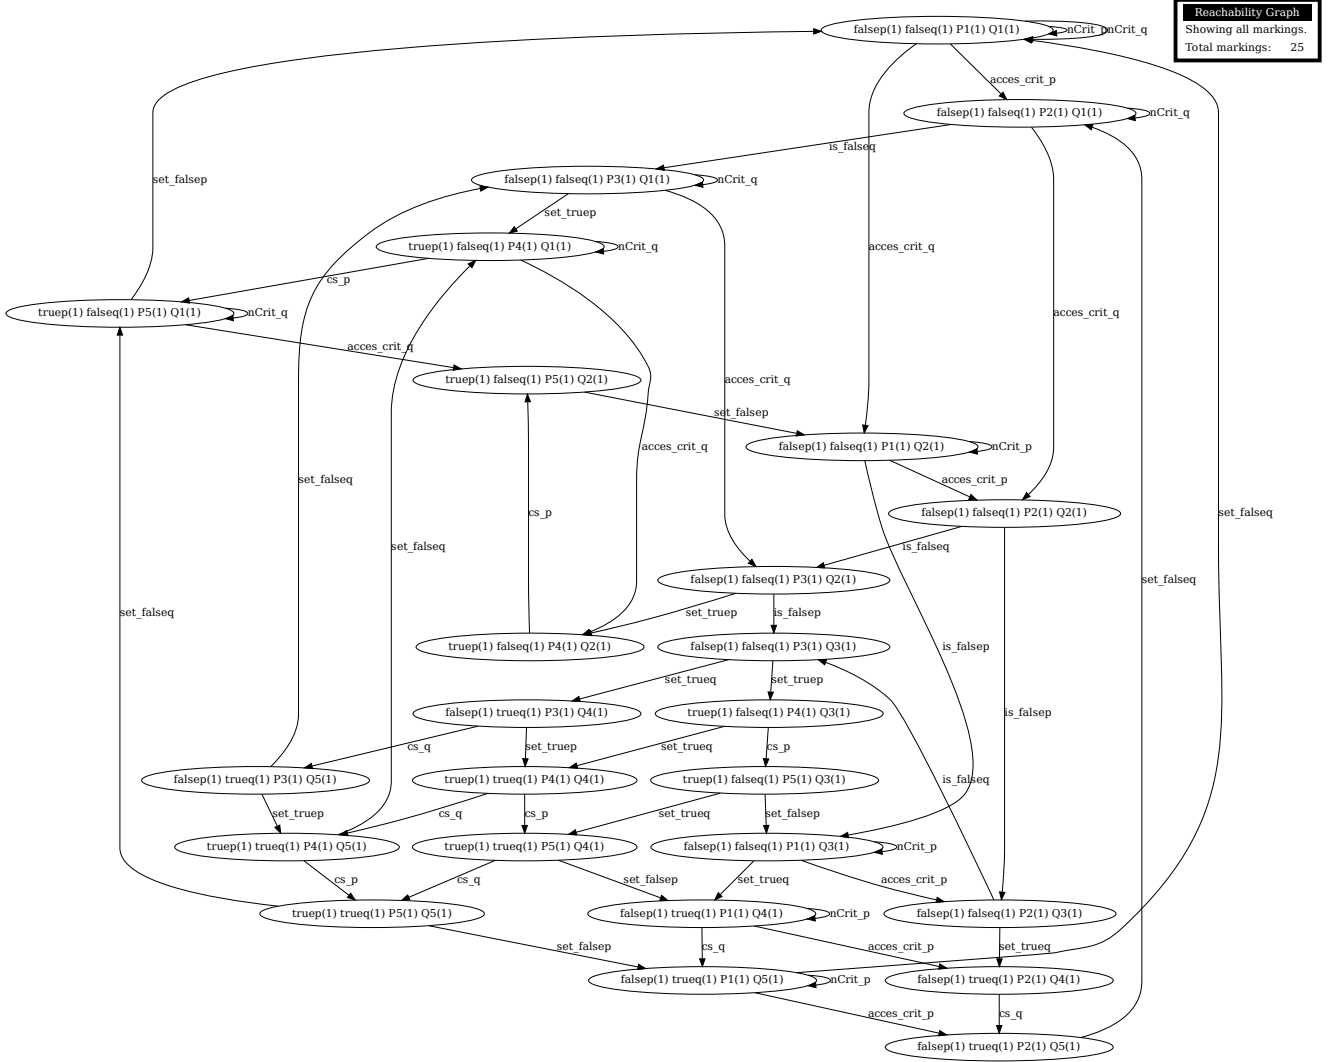 Reachability Graph
Showing all markings.
Total markings: 25
falsep(1) falseq(1) P1(1) Q1(1)
nCrit_p
nCrit_q
acces_crit_p
falsep(1) falseq(1) P2(1) Q1(1)
nCrit_q
is_falseq
set_falsep
falsep(1) falseq(1) P3(1) Q1(1)
nCrit_q
set_truep
truep(1) falseq(1) P4(1) Q1(1)
nCrit_q
acces_crit_q
cs_p
truep(1) falseq(1) P5(1) Q1(1)
nCrit_q
acces_crit_q
acces_crit_q
truep(1) falseq(1) P5(1) Q2(1)
acces_crit_q
set_falsep
falsep(1) falseq(1) P1(1) Q2(1)
nCrit_p
acces_crit_q
set_falseq
acces_crit_p
cs_p
falsep(1) falseq(1) P2(1) Q2(1)
set_falseq
set_falseq
is_falseq
falsep(1) falseq(1) P3(1) Q2(1)
set_falseq
set_falseq
set_truep
is_falsep
truep(1) falseq(1) P4(1) Q2(1)
falsep(1) falseq(1) P3(1) Q3(1)
is_falsep
set_trueq
set_truep
falsep(1) trueq(1) P3(1) Q4(1)
truep(1) falseq(1) P4(1) Q3(1)
is_falsep
cs_q
set_truep
set_trueq
cs_p
falsep(1) trueq(1) P3(1) Q5(1)
truep(1) trueq(1) P4(1) Q4(1)
truep(1) falseq(1) P5(1) Q3(1)
is_falseq
set_truep
cs_q
cs_p
set_trueq
set_falsep
truep(1) trueq(1) P4(1) Q5(1)
truep(1) trueq(1) P5(1) Q4(1)
falsep(1) falseq(1) P1(1) Q3(1)
nCrit_p
cs_p
cs_q
set_falsep
set_trueq
acces_crit_p
truep(1) trueq(1) P5(1) Q5(1)
falsep(1) trueq(1) P1(1) Q4(1)
nCrit_p
falsep(1) falseq(1) P2(1) Q3(1)
set_falsep
cs_q
acces_crit_p
set_trueq
falsep(1) trueq(1) P1(1) Q5(1)
nCrit_p
falsep(1) trueq(1) P2(1) Q4(1)
acces_crit_p
cs_q
falsep(1) trueq(1) P2(1) Q5(1)